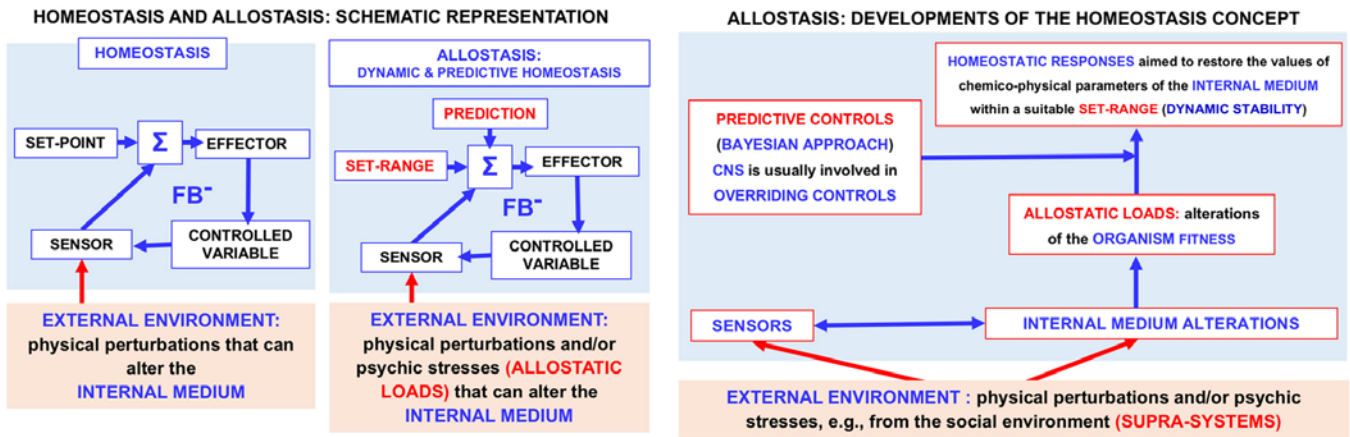 HOMEOSTASIS AND ALLOSTASIS: SCHEMATIC REPRESENTATION
HOMEOSTASIS
SET-POINT
Σ
EFFECTOR
FB-
SENSOR
CONTROLLED
VARIABLE
EXTERNAL ENVIRONMENT:
physical perturbations that can
alter the
INTERNAL MEDIUM
ALLOSTASIS:
DYNAMIC & PREDICTIVE HOMEOSTASIS
PREDICTION
SET-RANGE
Σ
EFFECTOR
FB-
SENSOR
CONTROLLED
VARIABLE
EXTERNAL ENVIRONMENT:
physical perturbations and/or
psychic stresses (ALLOSTATIC
LOADS) that can alter the
INTERNAL MEDIUM
ALLOSTASIS: DEVELOPMENTS OF THE HOMEOSTASIS CONCEPT
HOMEOSTATIC RESPONSES aimed to restore the values of
chemico-physical parameters of the INTERNAL MEDIUM
within a suitable SET-RANGE (DYNAMIC STABILITY)
PREDICTIVE CONTROLS
(BAYESIAN APPROACH)
CNS is usually involved in
OVERRIDING CONTROLS
ALLOSTATIC LOADS: alterations
of the ORGANISM FITNESS
SENSORS
INTERNAL MEDIUM ALTERATIONS
EXTERNAL ENVIRONMENT : physical perturbations and/or psychic
stresses, e.g., from the social environment (SUPRA-SYSTEMS)